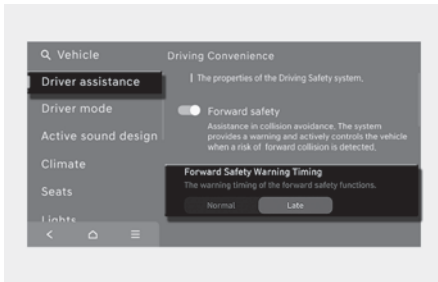 Vehicle
Driving Convenience
Driver assistance
The properties of the Driving Safety system.
Driver mode
Forward safety
Assistance in collision avoidance. The system
provides a warning and actively controls the vehicle
when a risk of forward collision is detected.
Active sound design
Climate
Forward Safety Warning Timing
The warning timing of the forward safety functions.
Seats
Normal
Late
Lights